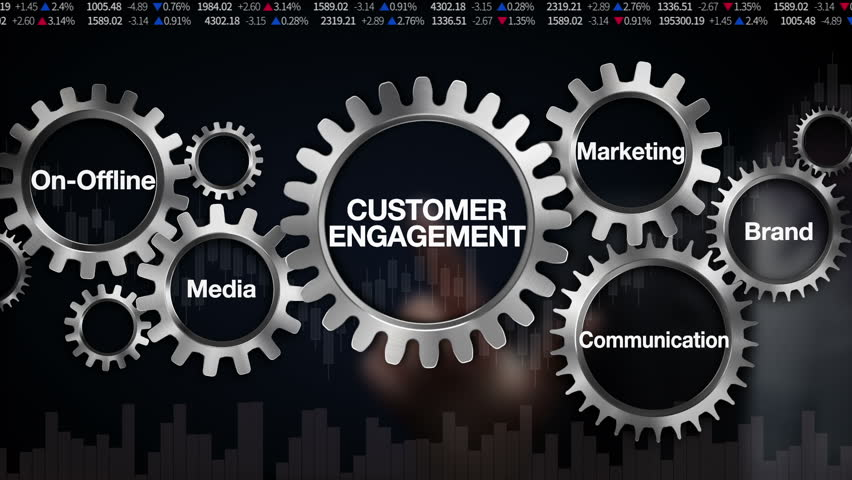 .19 +1.45 ▲2.4% 1005.48 -4.89 ▼0.76% 1984.02 +2.60 ▲3.14% 1589.02 -3.14 ▲0.91% 4302.18 -3.15 ▲0.28% 2319.21 +2.89 ▲2.76% 1336.51 -2.67 ▼1.35% 1589.02 -3.14 ▲0.91%
+2.60 ▲3.14% 1589.02 -3.14 ▲0.91% 4302.18 -3.15 ▲0.28% 2319.21 +2.89 ▲2.76% 1336.51 -2.67 ▼1.35% 1589.02 -3.14 ▲0.91% 195300.19 +1.45 ▲2.4% 1005.48 -4.89
On-Offline
Media
CUSTOMER
ENGAGEMENT
Marketing
Brand
Communication